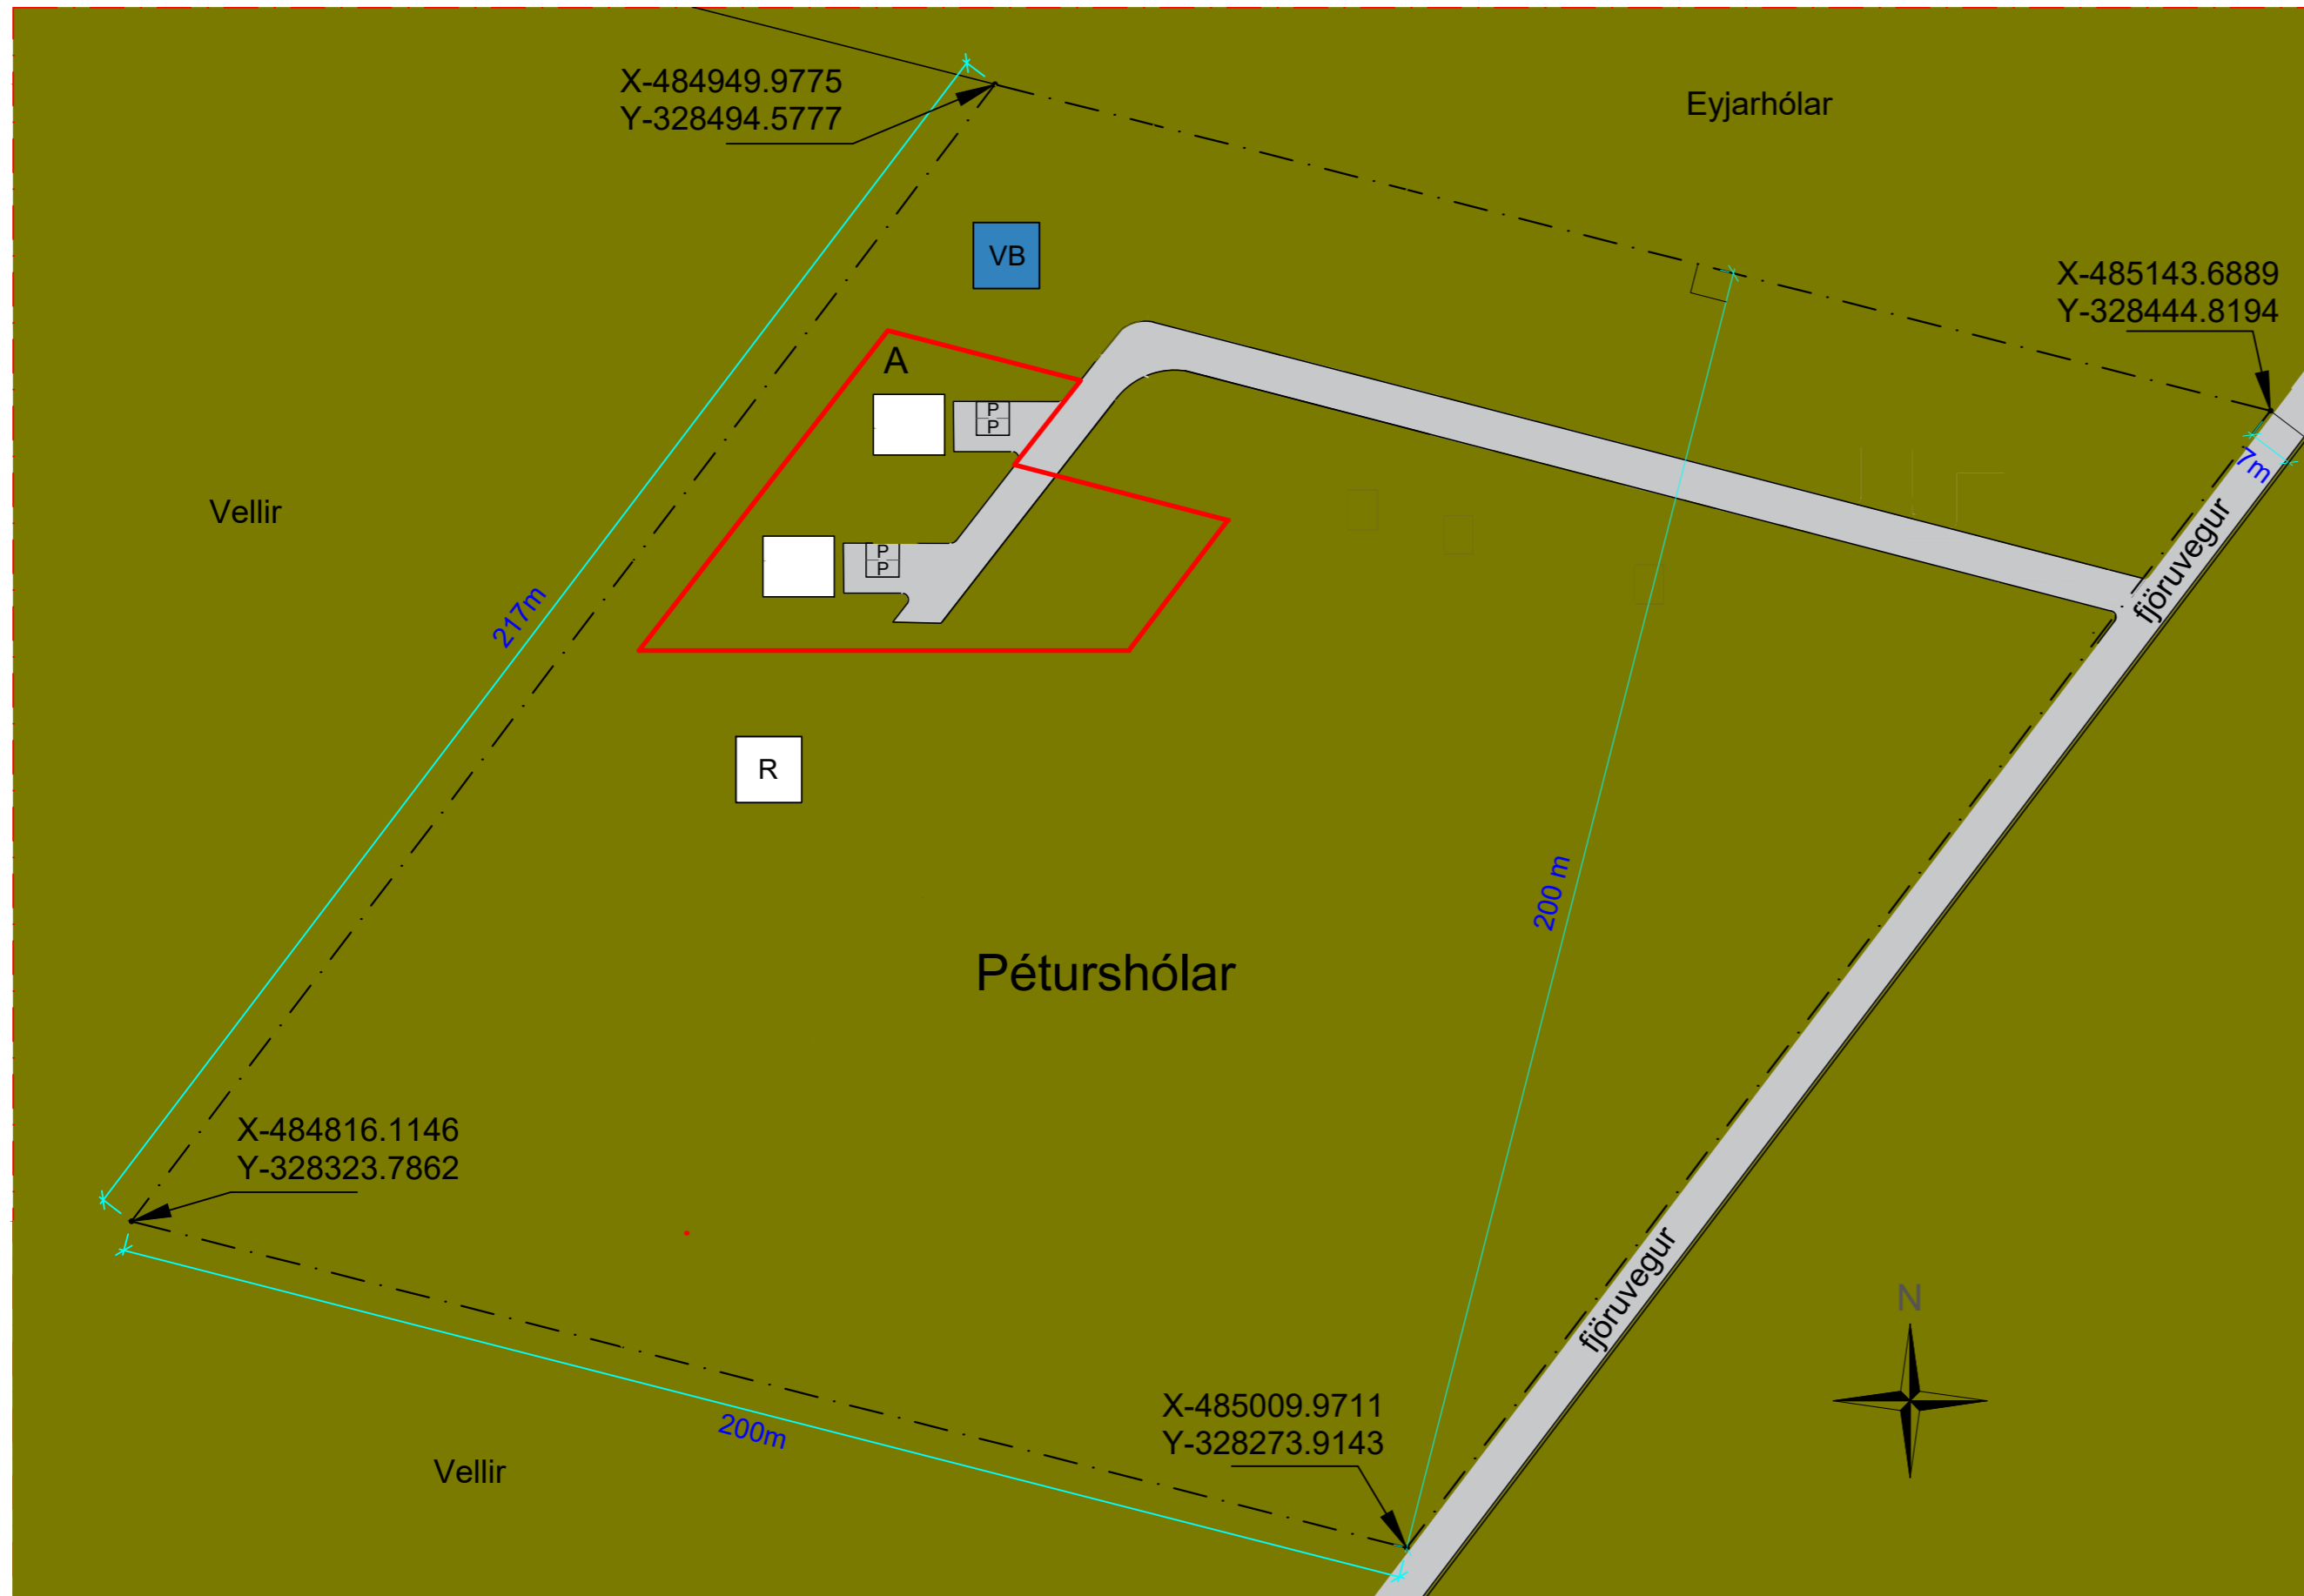 X-484949.9775
Y-328494.5777
Eyjarhólar
VB
X-485143.6889
Y-328444.8194
A
P
P
7m
Vellir
fjöruvegur
P
P
217m
R
200 m
Péturshólar
X-484816.1146
Y-328323.7862
fjöruvegur
N
X-485009.9711
Y-328273.9143
200m
Vellir